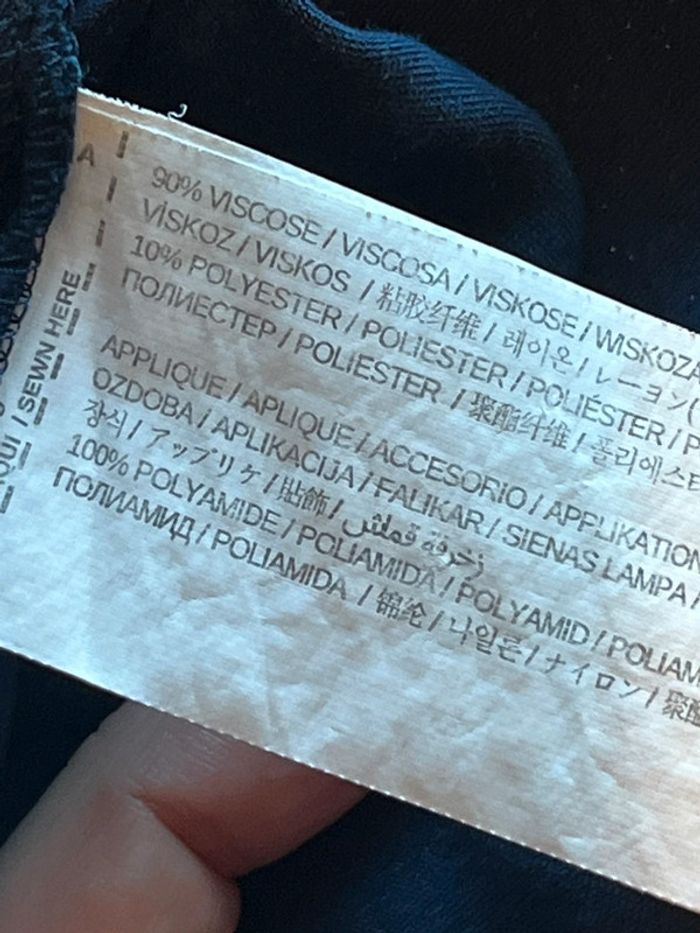 90% VISCOSE / VISCOSA / VISKOSE / WISKOZA
VİSKOZ / VISKOS / 粘胶纤维 / 레이온 / レーヨン
10% POLYESTER / POLIESTER / POLIÉSTER / P
ПОЛИЕСТЕР / POLIESTER / 聚酯纤维 / 폴리에스터
APPLIQUE / APLIQUE / ACCESORIO / APPLIKATION
OZDOBA / APLIKACIJA / FALIKAR / SIENAS LAMPA /
장식 / アップリケ / 貼飾 / زخرفة قماش
100% POLYAMIDE / POLIAMIDA / POLYAMID / POLIAM
ПОЛИАМИД / POLIAMIDA / 锦纶 / 나일론 / ナイロン / 聚醯
A
QUI / SEWN HERE